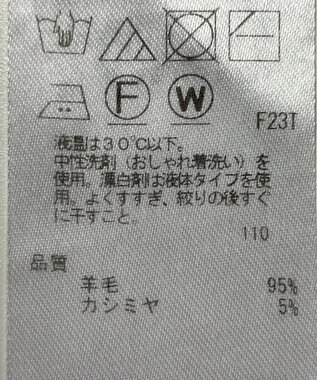 F W
F23T
液温は30℃以下。
中性洗剤(おしゃれ着洗い)を
使用。漂白剤は液体タイプを使
用。よくすすぎ、絞りの後すぐ
に干すこと。
110
品質
羊毛 95%
カシミヤ 5%